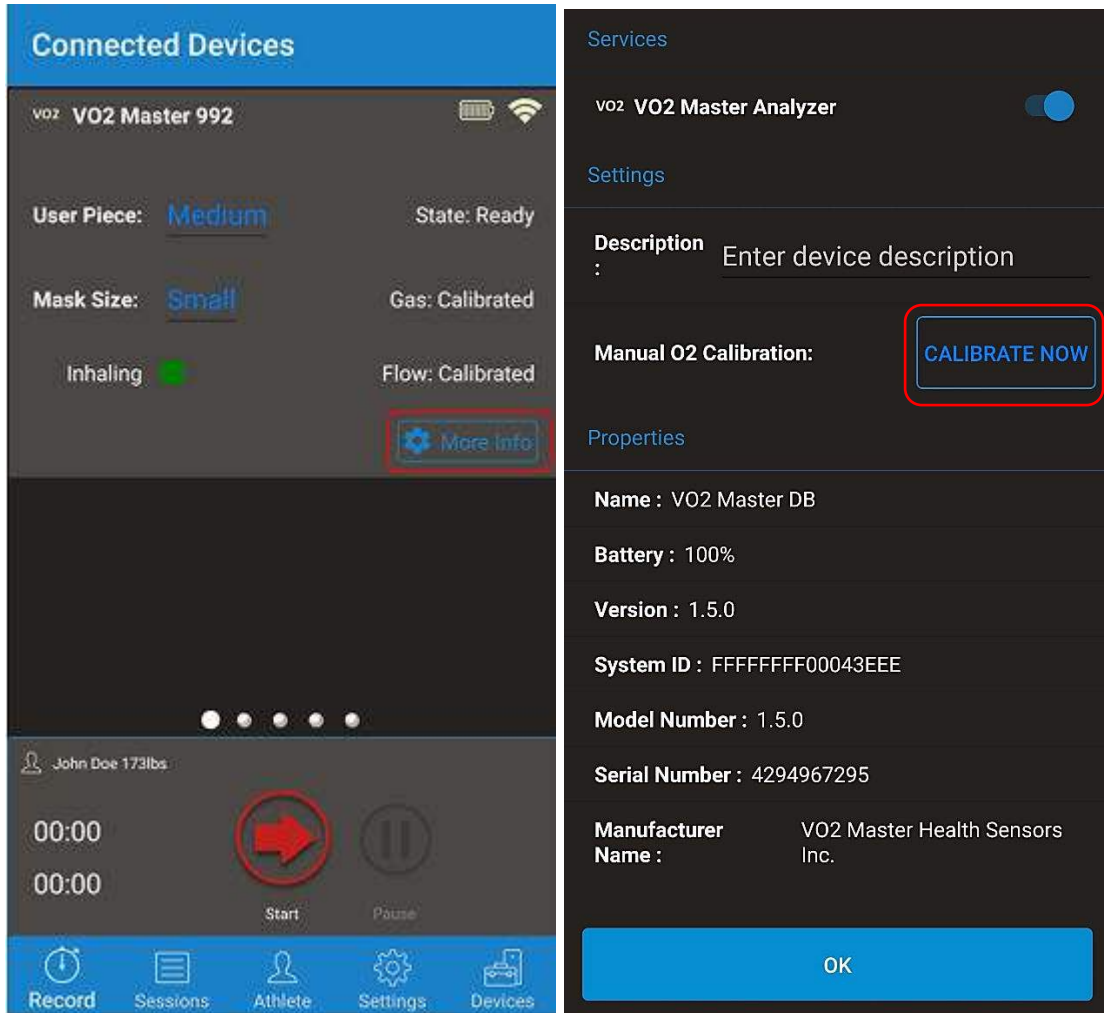 Connected Devices
VO2 VO2 Master 992
User Piece: Medium State: Ready
Mask Size: Small Gas: Calibrated
Inhaling Flow: Calibrated
More Info
John Doe 173lbs
00:00
00:00
Start Pause
Record Sessions Athlete Settings Devices
Services
VO2 VO2 Master Analyzer
Settings
Description
: Enter device description
Manual O2 Calibration: CALIBRATE NOW
Properties
Name : VO2 Master DB
Battery : 100%
Version : 1.5.0
System ID : FFFFFFFF00043EEE
Model Number : 1.5.0
Serial Number : 4294967295
Manufacturer VO2 Master Health Sensors
Name : Inc.
OK